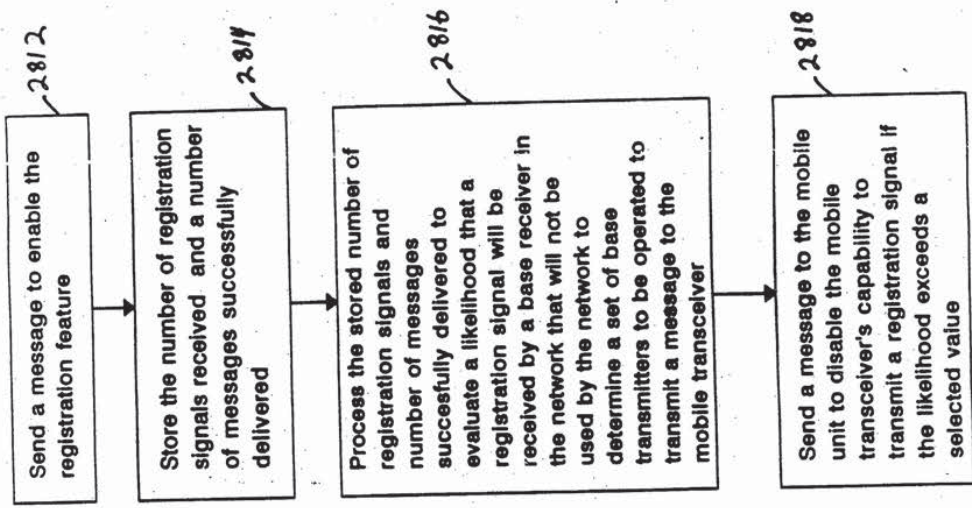 Send a message to enable the
registration feature
2812
Store the number of registration
signals received and a number
of messages successfully
delivered
2814
Process the stored number of
registration signals and
number of messages
successfully delivered to
evaluate a likelihood that a
registration signal will be
received by a base receiver in
the network that will not be
used by the network to
determine a set of base
transmitters to be operated to
transmit a message to the
mobile transceiver
2816
Send a message to the mobile
unit to disable the mobile
transceiver's capability to
transmit a registration signal if
the likelihood exceeds a
selected value
2818